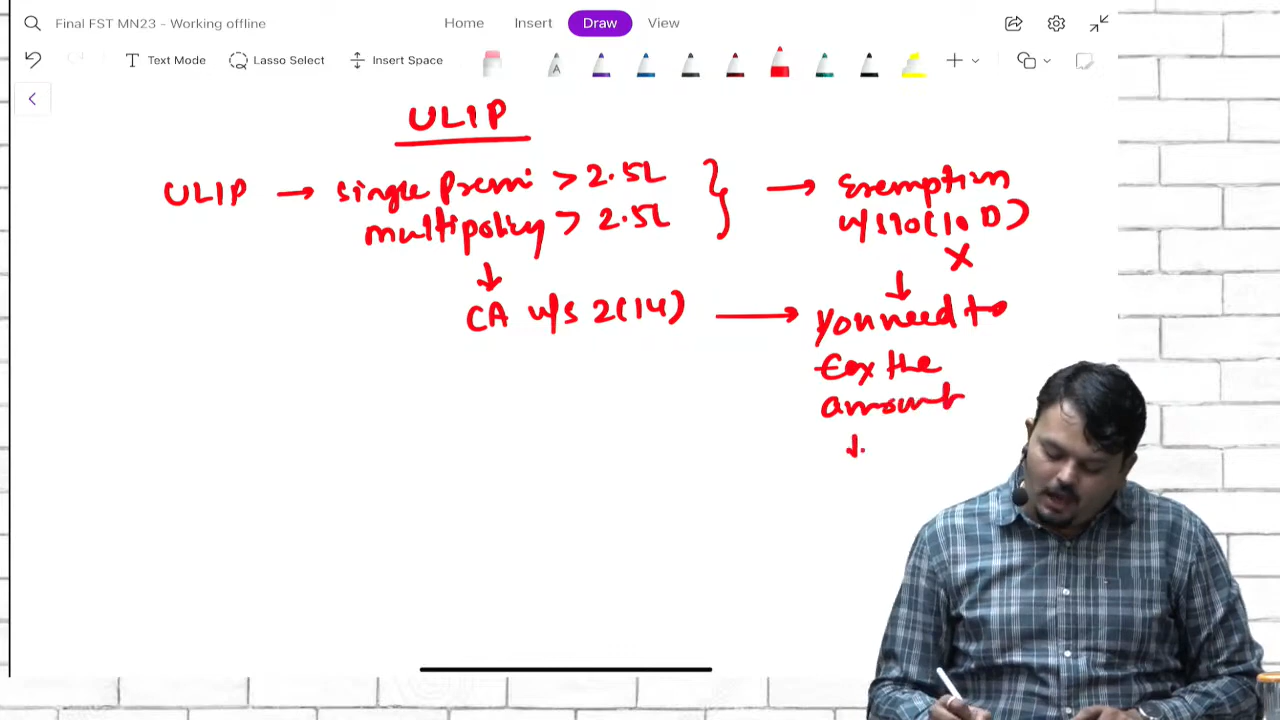 Final FST MN23 - Working offline
Home Insert Draw View
Text Mode Lasso Select Insert Space
A
ULIP
ULIP → single Premi > 2.5L } → Exemption
multipolicy > 2.5L u/s 10(10D)
X
↓ ↓
CA u/s 2(14) → you need to
tax the
amount
↓